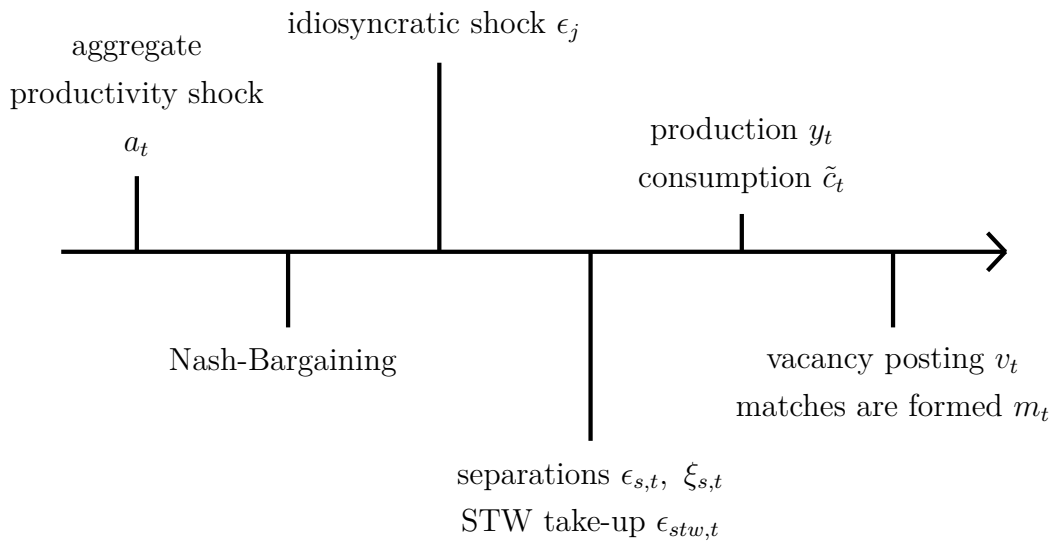 aggregate
productivity shock
a_t
Nash-Bargaining
idiosyncratic shock ϵ_j
separations ϵ_{s,t}, ξ_{s,t}
STW take-up ϵ_{stw,t}
production y_t
consumption c̃_t
vacancy posting v_t
matches are formed m_t